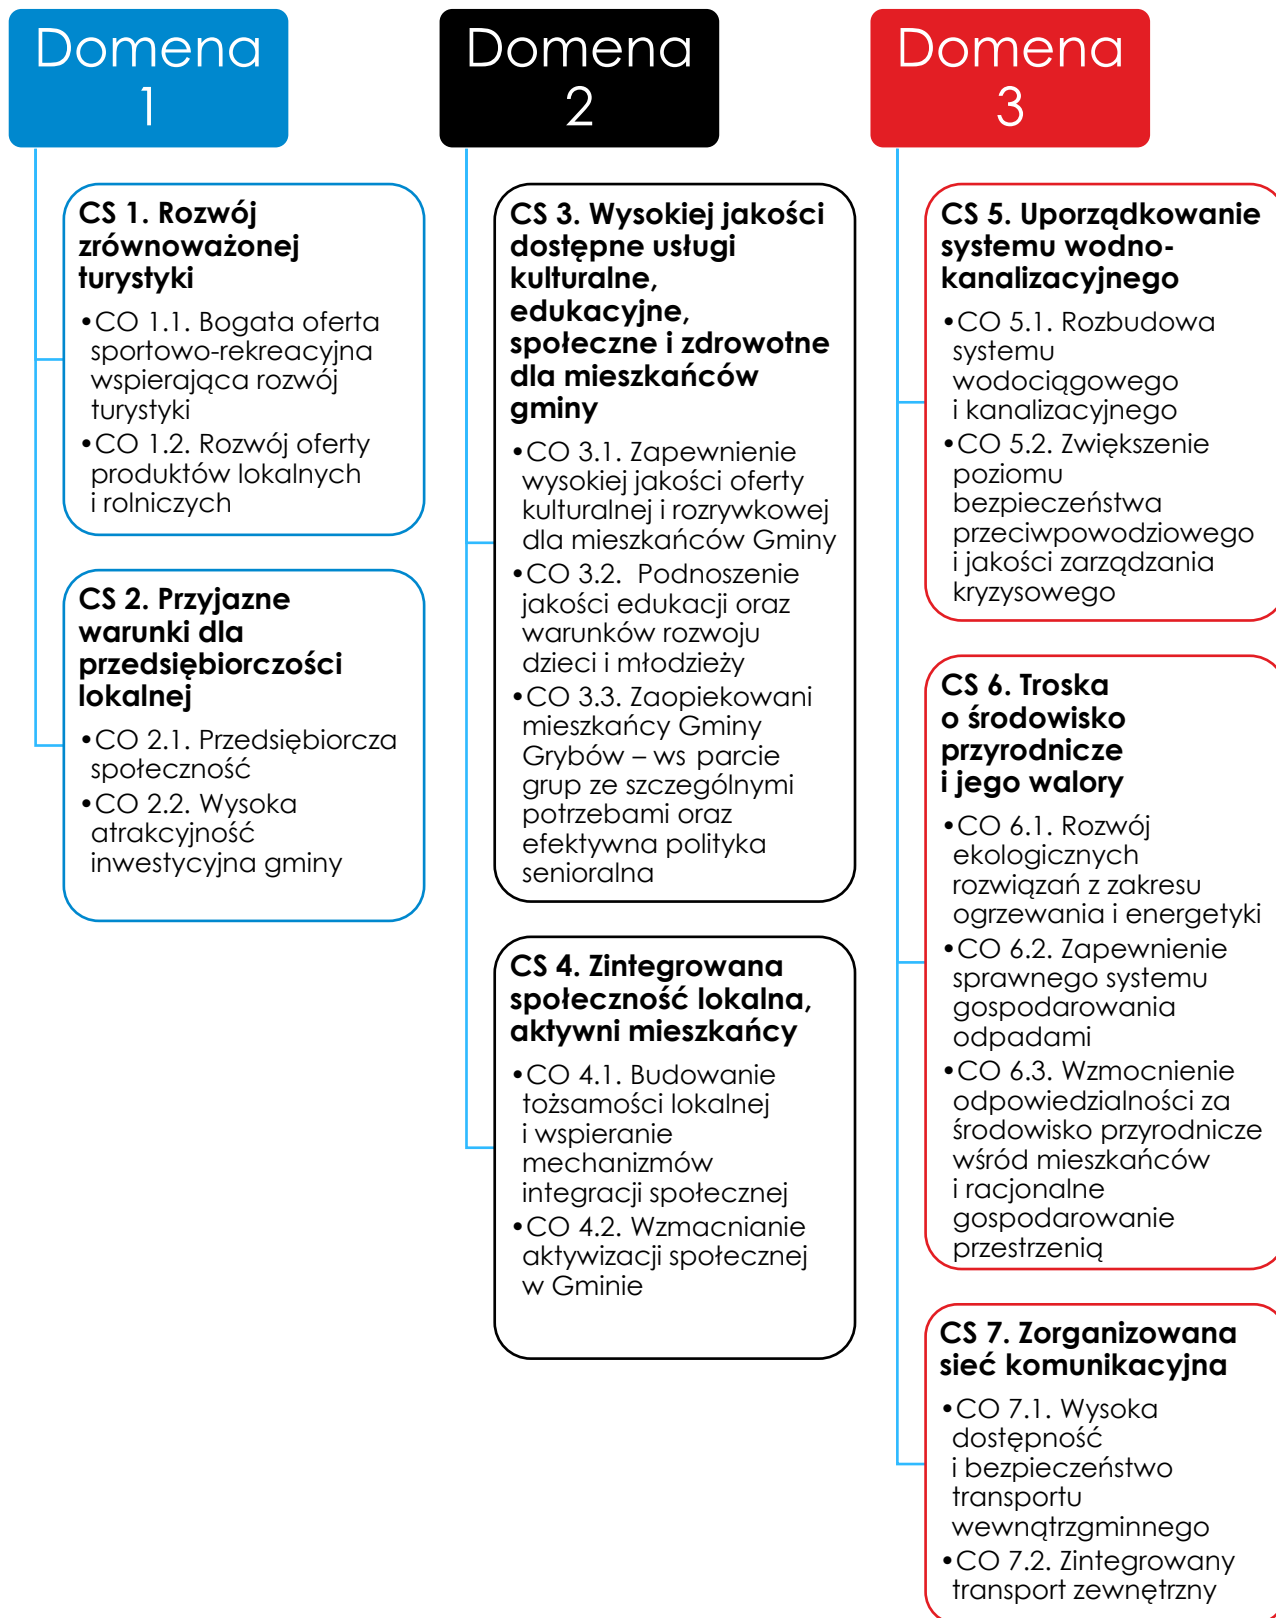 Domena
1
CS 1. Rozwój
zrównoważonej
turystyki
•CO 1.1. Bogata oferta
sportowo-rekreacyjna
wspierająca rozwój
turystyki
•CO 1.2. Rozwój oferty
produktów lokalnych
i rolniczych
CS 2. Przyjazne
warunki dla
przedsiębiorczości
lokalnej
•CO 2.1. Przedsiębiorcza
społeczność
•CO 2.2. Wysoka
atrakcyjność
inwestycyjna gminy
Domena
2
CS 3. Wysokiej jakości
dostępne usługi
kulturalne,
edukacyjne,
społeczne i zdrowotne
dla mieszkańców
gminy
•CO 3.1. Zapewnienie
wysokiej jakości oferty
kulturalnej i rozrywkowej
dla mieszkańców Gminy
•CO 3.2.  Podnoszenie
jakości edukacji oraz
warunków rozwoju
dzieci i młodzieży
•CO 3.3. Zaopiekowani
mieszkańcy Gminy
Grybów – ws parcie
grup ze szczególnymi
potrzebami oraz
efektywna polityka
senioralna
CS 4. Zintegrowana
społeczność lokalna,
aktywni mieszkańcy
•CO 4.1. Budowanie
tożsamości lokalnej
i wspieranie
mechanizmów
integracji społecznej
•CO 4.2. Wzmacnianie
aktywizacji społecznej
w Gminie
Domena
3
CS 5. Uporządkowanie
systemu wodno-
kanalizacyjnego
•CO 5.1. Rozbudowa
systemu
wodociągowego
i kanalizacyjnego
•CO 5.2. Zwiększenie
poziomu
bezpieczeństwa
przeciwpowodziowego
i jakości zarządzania
kryzysowego
CS 6. Troska
o środowisko
przyrodnicze
i jego walory
•CO 6.1. Rozwój
ekologicznych
rozwiązań z zakresu
ogrzewania i energetyki
•CO 6.2. Zapewnienie
sprawnego systemu
gospodarowania
odpadami
•CO 6.3. Wzmocnienie
odpowiedzialności za
środowisko przyrodnicze
wśród mieszkańców
i racjonalne
gospodarowanie
przestrzenią
CS 7. Zorganizowana
sieć komunikacyjna
•CO 7.1. Wysoka
dostępność
i bezpieczeństwo
transportu
wewnątrzgminnego
•CO 7.2. Zintegrowany
transport zewnętrzny